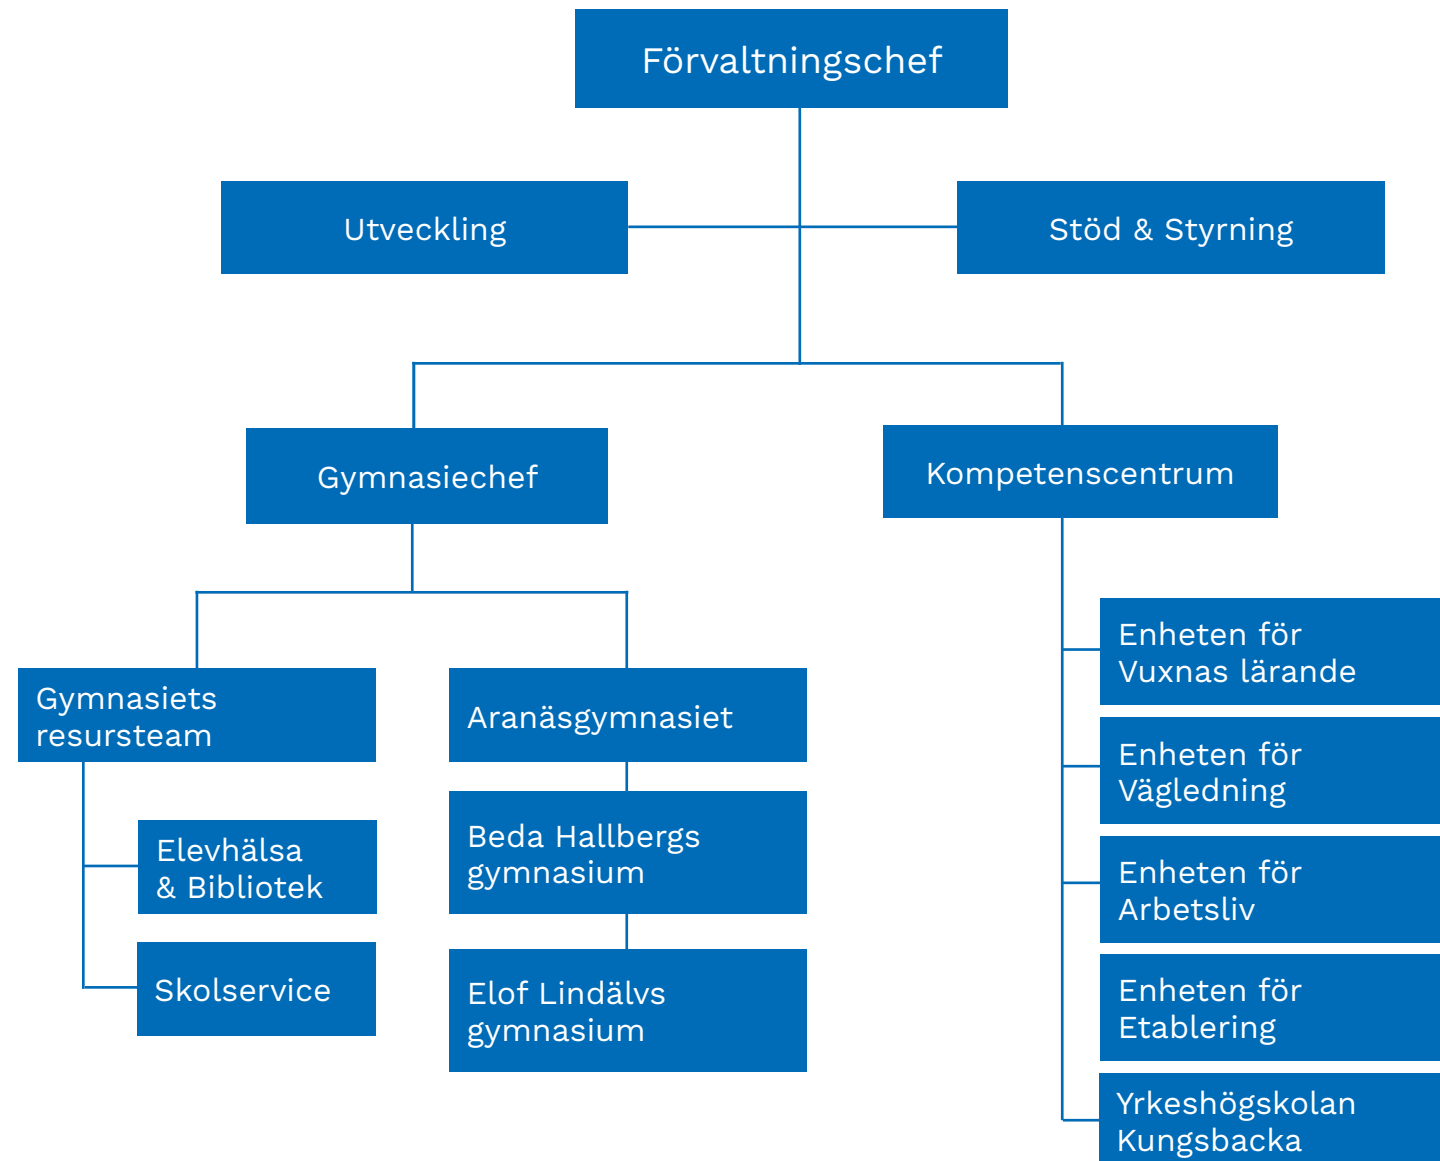 Förvaltningschef
Utveckling
Stöd & Styrning
Gymnasiechef
Kompetenscentrum
Gymnasiets
resursteam
Elevhälsa
& Bibliotek
Skolservice
Aranäsgymnasiet
Beda Hallbergs
gymnasium
Elof Lindälvs
gymnasium
Enheten för
Vuxnas lärande
Enheten för
Vägledning
Enheten för
Arbetsliv
Enheten för
Etablering
Yrkeshögskolan
Kungsbacka